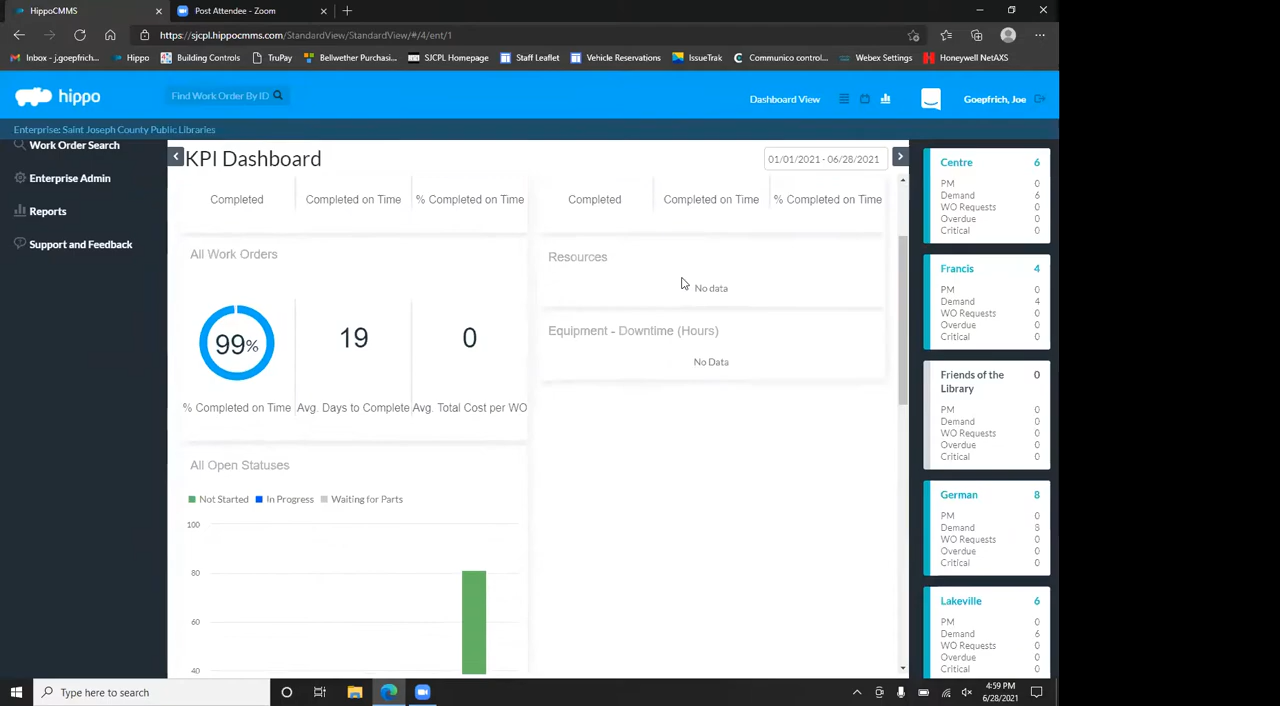 HippoCMMS
Post Attendee - Zoom
https://sjcpl.hippocmms.com/StandardView/StandardView/#/4/ent/1
Inbox - j.goepfrich...
Hippo
Building Controls
TruPay
Bellwether Purchasi...
SJCPL Homepage
Staff Leaflet
Vehicle Reservations
IssueTrak
Communico control...
Webex Settings
Honeywell NetAXS
hippo
Find Work Order By ID
Dashboard View
Goepfrich, Joe
Enterprise: Saint Joseph County Public Libraries
Work Order Search
Enterprise Admin
Reports
Support and Feedback
KPI Dashboard
01/01/2021 - 06/28/2021
Completed
Completed on Time
% Completed on Time
Completed
Completed on Time
% Completed on Time
All Work Orders
99%
19
0
% Completed on Time
Avg. Days to Complete
Avg. Total Cost per WO
Resources
No data
Equipment - Downtime (Hours)
No Data
All Open Statuses
Not Started
In Progress
Waiting for Parts
100
80
60
40
Centre 6
PM 0
Demand 6
WO Requests 0
Overdue 0
Critical 0
Francis 4
PM 0
Demand 4
WO Requests 0
Overdue 0
Critical 0
Friends of the 0
Library
PM 0
Demand 0
WO Requests 0
Overdue 0
Critical 0
German 8
PM 0
Demand 8
WO Requests 0
Overdue 0
Critical 0
Lakeville 6
PM 0
Demand 6
WO Requests 0
Overdue 0
Critical 0
Type here to search
4:59 PM
6/28/2021